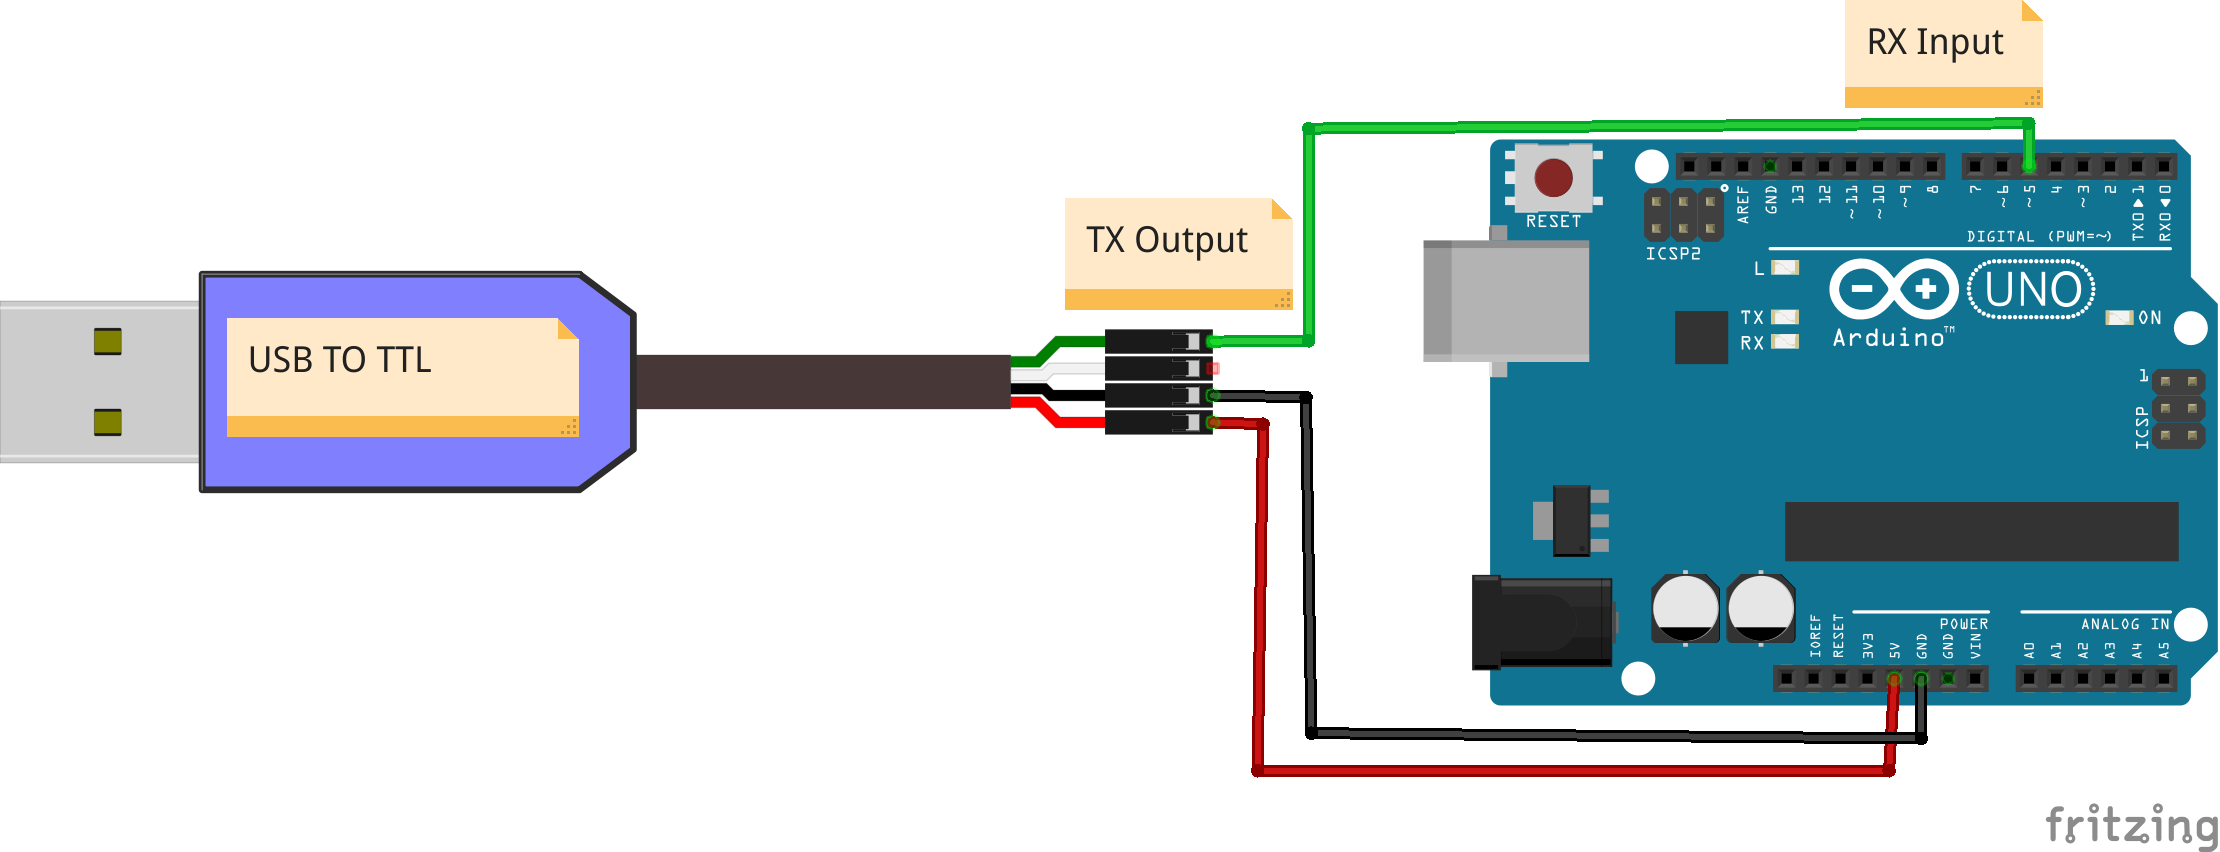 RX Input
TX Output
USB TO TTL
RESET
ICSP2
AREF
GND
13
12
~11
~10
~9
8
7
~6
~5
4
~3
2
TX0▶1
RX0◀0
DIGITAL (PWM=~)
L
TX
RX
UNO
Arduino™
ON
1
ICSP
IOREF
RESET
3V3
5V
GND
GND
VIN
POWER
ANALOG IN
A0
A1
A2
A3
A4
A5
fritzing